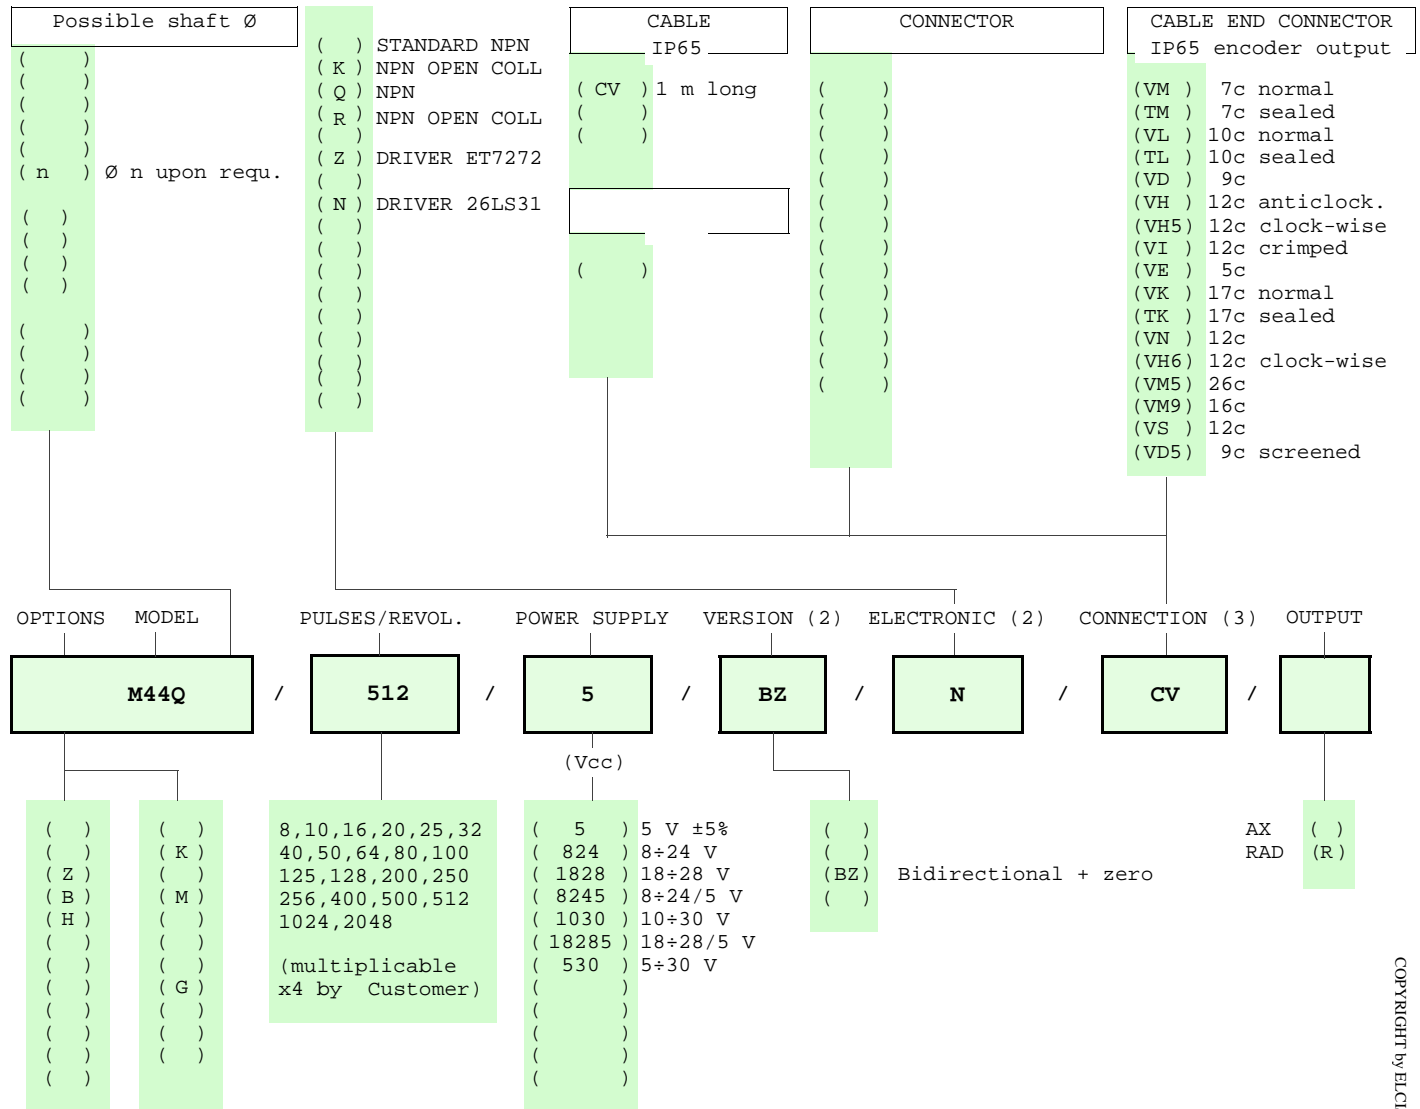 Possible shaft Ø
( )
( )
( )
( )
( )
( n ) Ø n upon requ.
( )
( )
( )
( )
( )
( )
( )
( )
( ) STANDARD NPN
( K ) NPN OPEN COLL
( Q ) NPN
( R ) NPN OPEN COLL
( )
( Z ) DRIVER ET7272
( )
( N ) DRIVER 26LS31
( )
( )
( )
( )
( )
( )
( )
( )
( )
CABLE
IP65
( CV ) 1 m long
( )
( )
( )
CONNECTOR
( )
( )
( )
( )
( )
( )
( )
( )
( )
( )
( )
( )
( )
( )
CABLE END CONNECTOR
IP65 encoder output
(VM ) 7c normal
(TM ) 7c sealed
(VL ) 10c normal
(TL ) 10c sealed
(VD ) 9c
(VH ) 12c anticlock.
(VH5) 12c clock-wise
(VI ) 12c crimped
(VE ) 5c
(VK ) 17c normal
(TK ) 17c sealed
(VN ) 12c
(VH6) 12c clock-wise
(VM5) 26c
(VM9) 16c
(VS ) 12c
(VD5) 9c screened
OPTIONS MODEL PULSES/REVOL. POWER SUPPLY VERSION (2) ELECTRONIC (2) CONNECTION (3) OUTPUT
M44Q / 512 / 5 / BZ / N / CV /
(Vcc)
( )
( )
( Z )
( B )
( H )
( )
( )
( )
( )
( )
( )
( )
( )
( K )
( )
( M )
( )
( )
( )
( G )
( )
( )
( )
8,10,16,20,25,32
40,50,64,80,100
125,128,200,250
256,400,500,512
1024,2048
(multiplicable
x4 by Customer)
( 5 ) 5 V ±5%
( 824 ) 8÷24 V
( 1828 ) 18÷28 V
( 8245 ) 8÷24/5 V
( 1030 ) 10÷30 V
( 18285 ) 18÷28/5 V
( 530 ) 5÷30 V
( )
( )
( )
( )
( )
( )
( )
(BZ) Bidirectional + zero
( )
AX ( )
RAD (R)
COPYRIGHT by ELCI